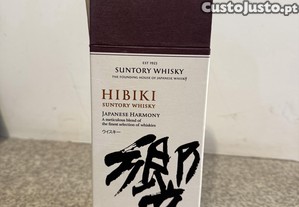 CustoJusto.pt
EST 1923
SUNTORY WHISKY
THE FOUNDING HOUSE OF JAPANESE WHISKY
HIBIKI
SUNTORY WHISKY
JAPANESE HARMONY
A meticulous blend of
the finest selection of whiskies
ウイスキー